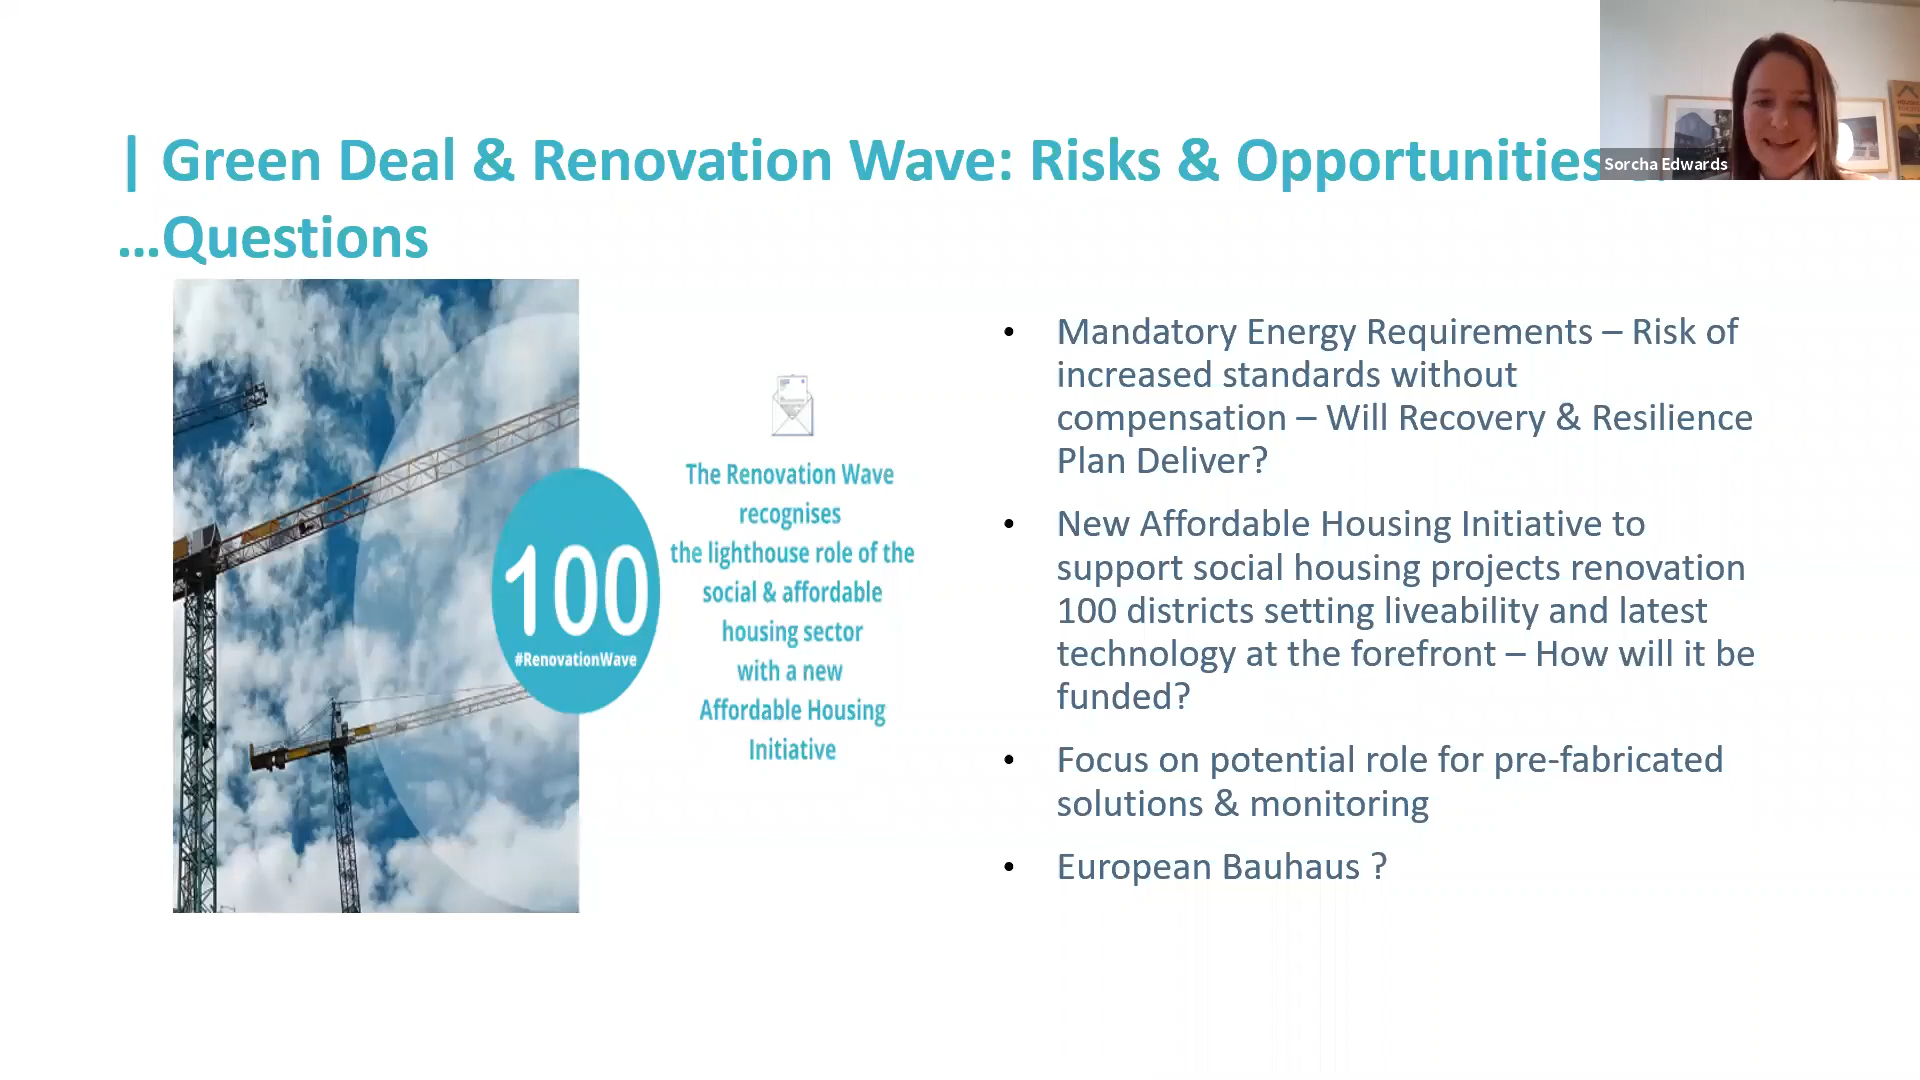 | Green Deal & Renovation Wave: Risks & Opportunities
...Questions
Sorcha Edwards
100
#RenovationWave
The Renovation Wave
recognises
the lighthouse role of the
social & affordable
housing sector
with a new
Affordable Housing
Initiative
• Mandatory Energy Requirements – Risk of
increased standards without
compensation – Will Recovery & Resilience
Plan Deliver?
• New Affordable Housing Initiative to
support social housing projects renovation
100 districts setting liveability and latest
technology at the forefront – How will it be
funded?
• Focus on potential role for pre-fabricated
solutions & monitoring
• European Bauhaus ?